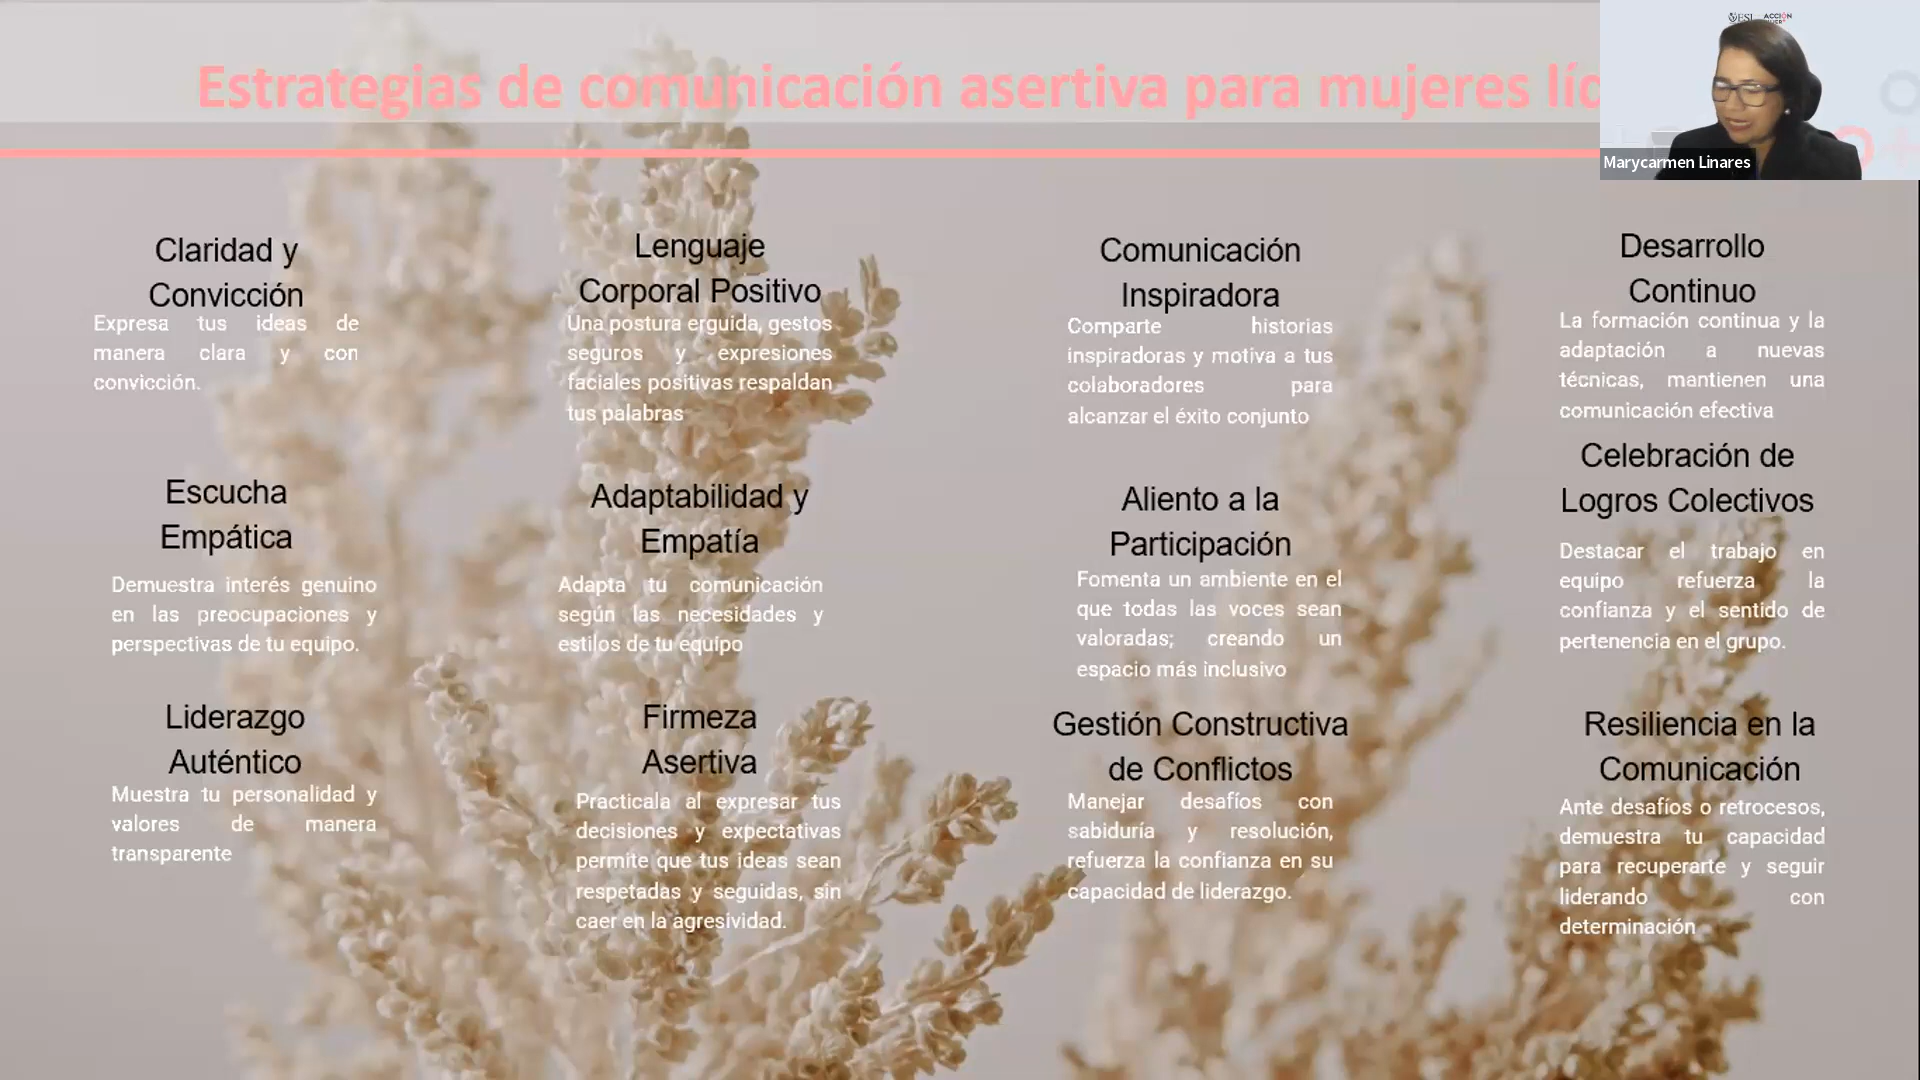 Estrategias de comunicación asertiva para mujeres
ACCIÓN
Marycarmen Linares
Claridad y
Convicción
Expresa tus ideas de
manera clara y con
convicción.
Lenguaje
Corporal Positivo
Una postura erguida, gestos
seguros y expresiones
faciales positivas respaldan
tus palabras
Comunicación
Inspiradora
Comparte historias
inspiradoras y motiva a tus
colaboradores para
alcanzar el éxito conjunto
Desarrollo
Continuo
La formación continua y la
adaptación a nuevas
técnicas, mantienen una
comunicación efectiva
Escucha
Empática
Demuestra interés genuino
en las preocupaciones y
perspectivas de tu equipo.
Adaptabilidad y
Empatía
Adapta tu comunicación
según las necesidades y
estilos de tu equipo
Aliento a la
Participación
Fomenta un ambiente en el
que todas las voces sean
valoradas; creando un
espacio más inclusivo
Celebración de
Logros Colectivos
Destacar el trabajo en
equipo refuerza la
confianza y el sentido de
pertenencia en el grupo.
Liderazgo
Auténtico
Muestra tu personalidad y
valores de manera
transparente
Firmeza
Asertiva
Practicala al expresar tus
decisiones y expectativas
permite que tus ideas sean
respetadas y seguidas, sin
caer en la agresividad.
Gestión Constructiva
de Conflictos
Manejar desafíos con
sabiduría y resolución,
refuerza la confianza en su
capacidad de liderazgo.
Resiliencia en la
Comunicación
Ante desafíos o retrocesos,
demuestra tu capacidad
para recuperarte y seguir
liderando con
determinación